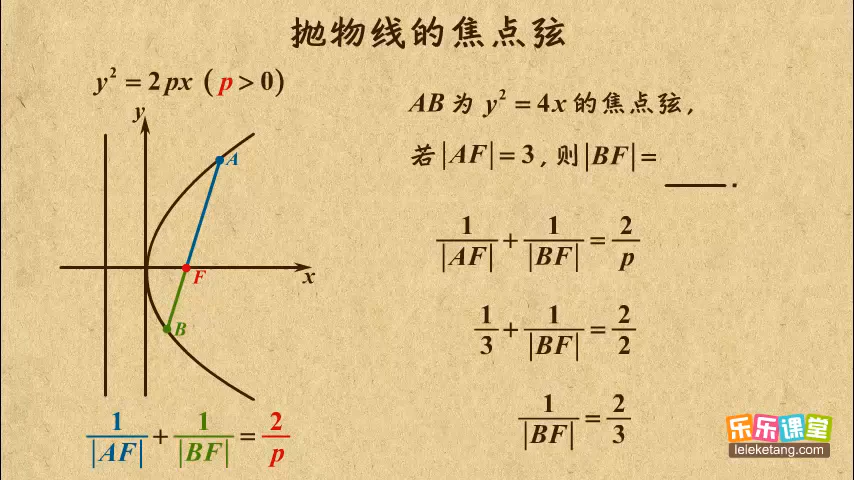 抛物线的焦点弦
y² = 2px (p > 0)
y
A
F
x
B
1/|AF| + 1/|BF| = 2/p
AB为 y² = 4x 的焦点弦,
若 |AF| = 3, 则 |BF| = ____.
1/|AF| + 1/|BF| = 2/p
1/3 + 1/|BF| = 2/2
1/|BF| = 2/3
乐乐课堂
leleketang.com